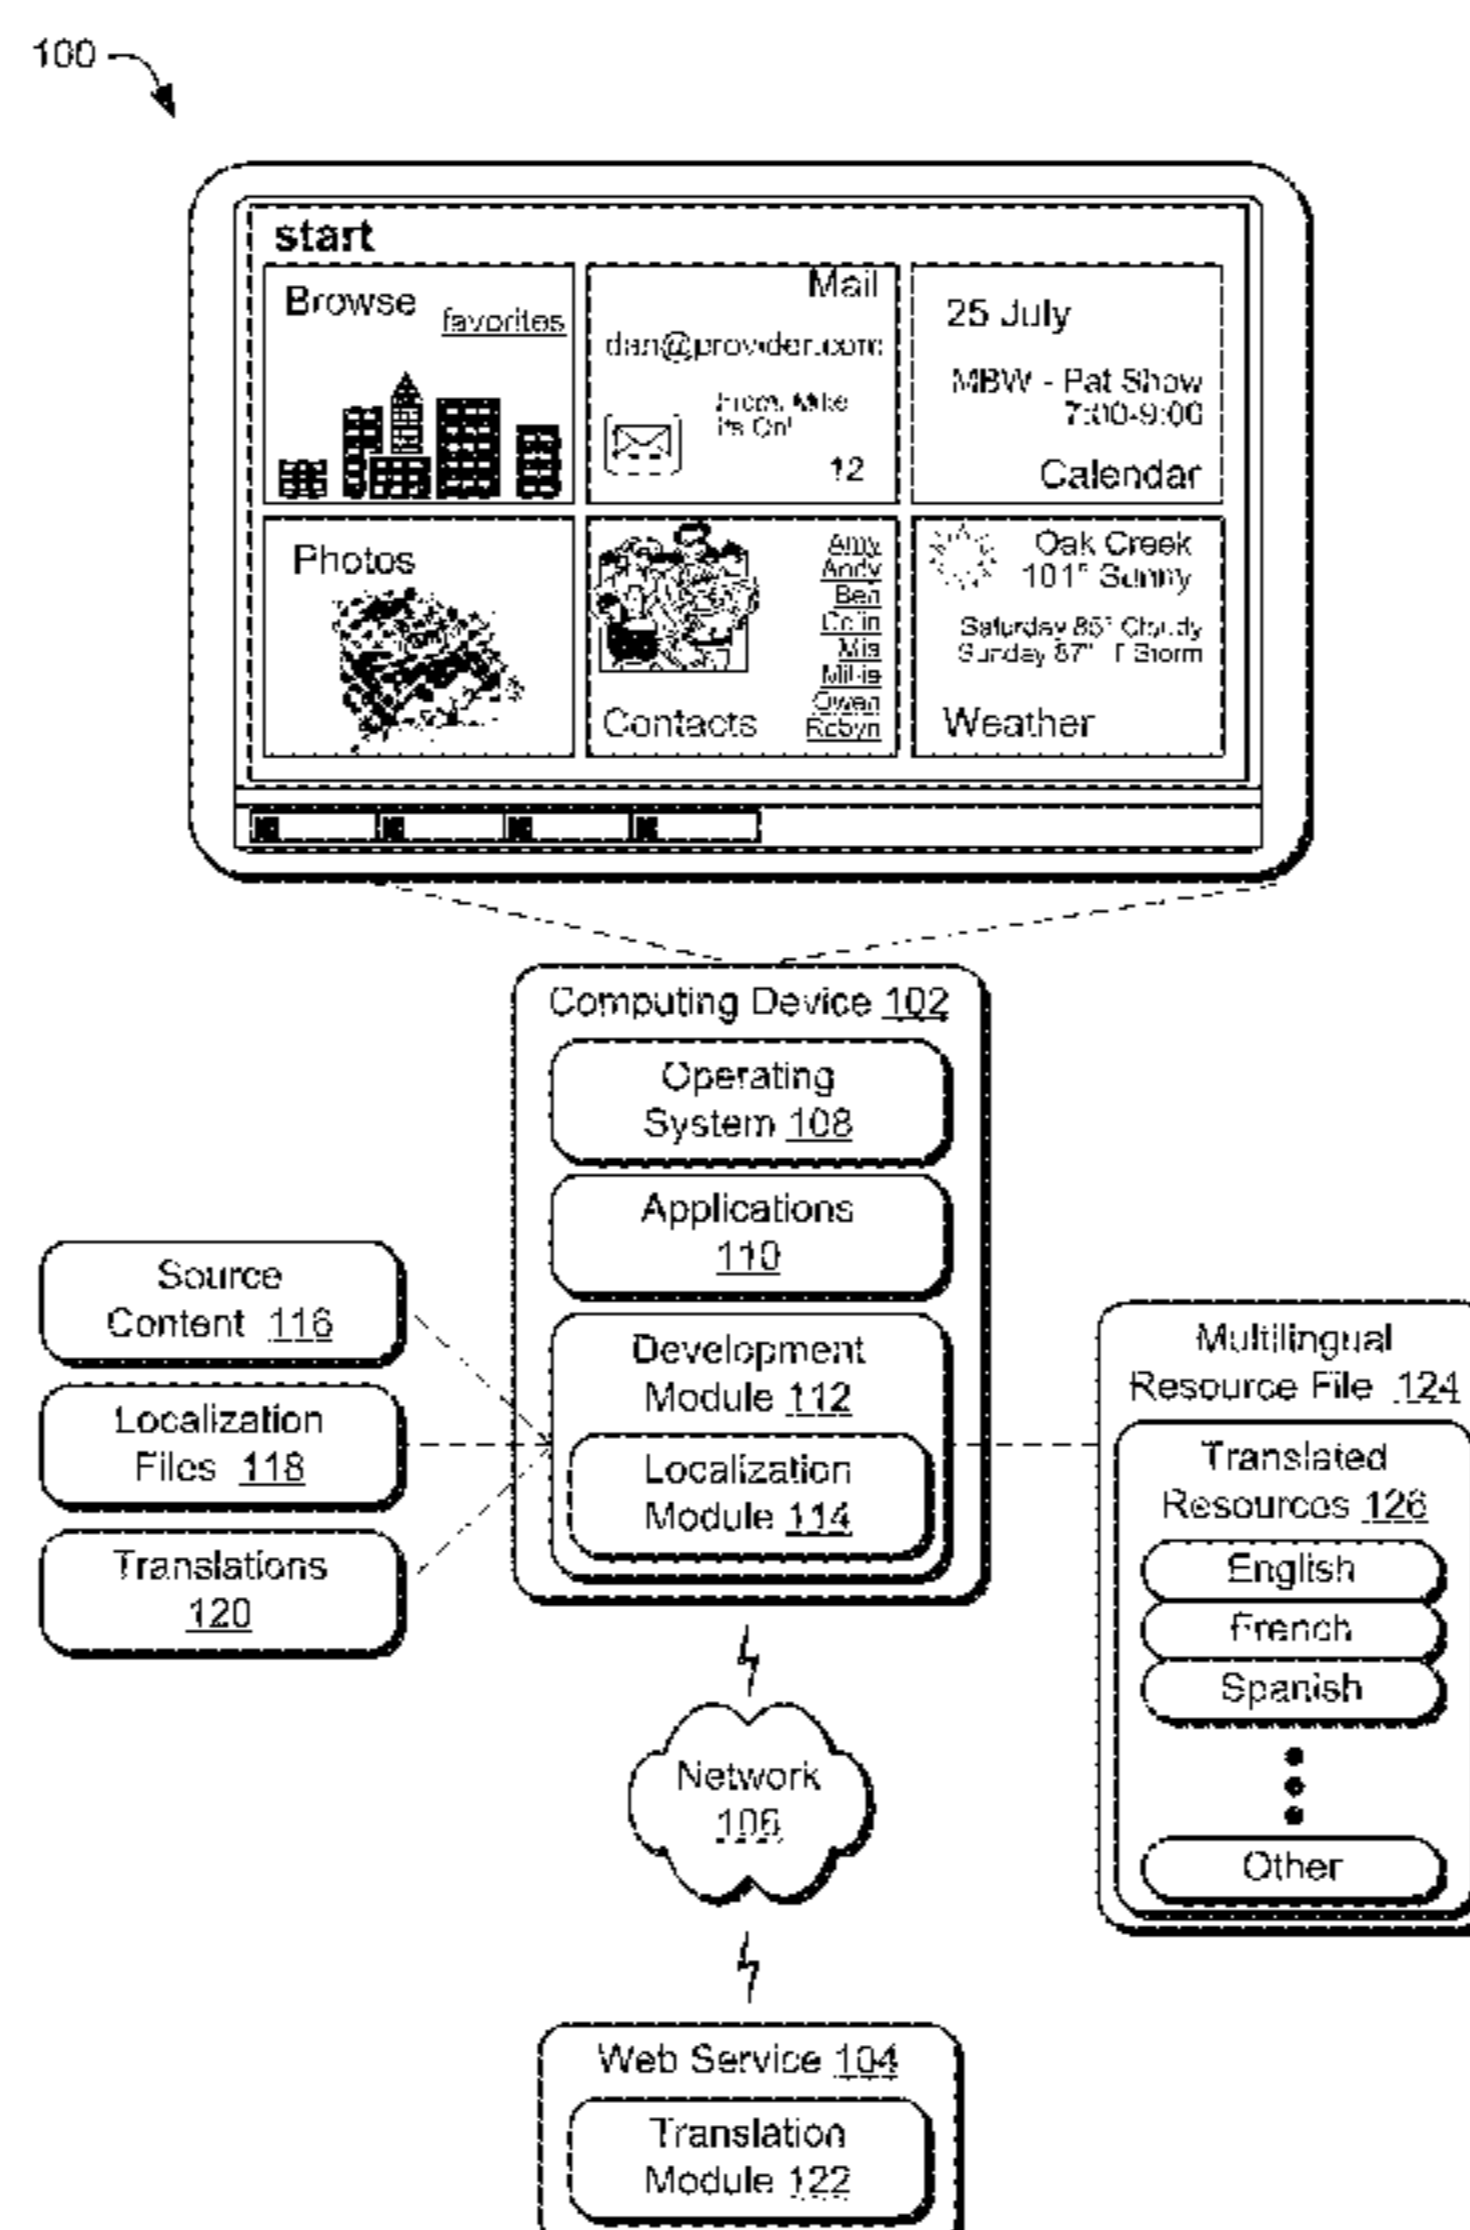 100
start
Browse
favorites
Mail
dan@provider.com
From: Mike
Its On!
12
25 July
MBW - Pat Show
7:00-9:00
Calendar
Photos
Contacts
Amy
Andy
Ben
Colin
Mia
Owen
Robyn
Oak Creek
101° Sunny
Saturday 85° Cloudy
Sunday 87° T Storm
Weather
Computing Device 102
Operating
System 108
Applications
110
Development
Module 112
Localization
Module 114
Source
Content 116
Localization
Files 118
Translations
120
Multilingual
Resource File 124
Translated
Resources 126
English
French
Spanish
Other
Network
106
Web Service 104
Translation
Module 122